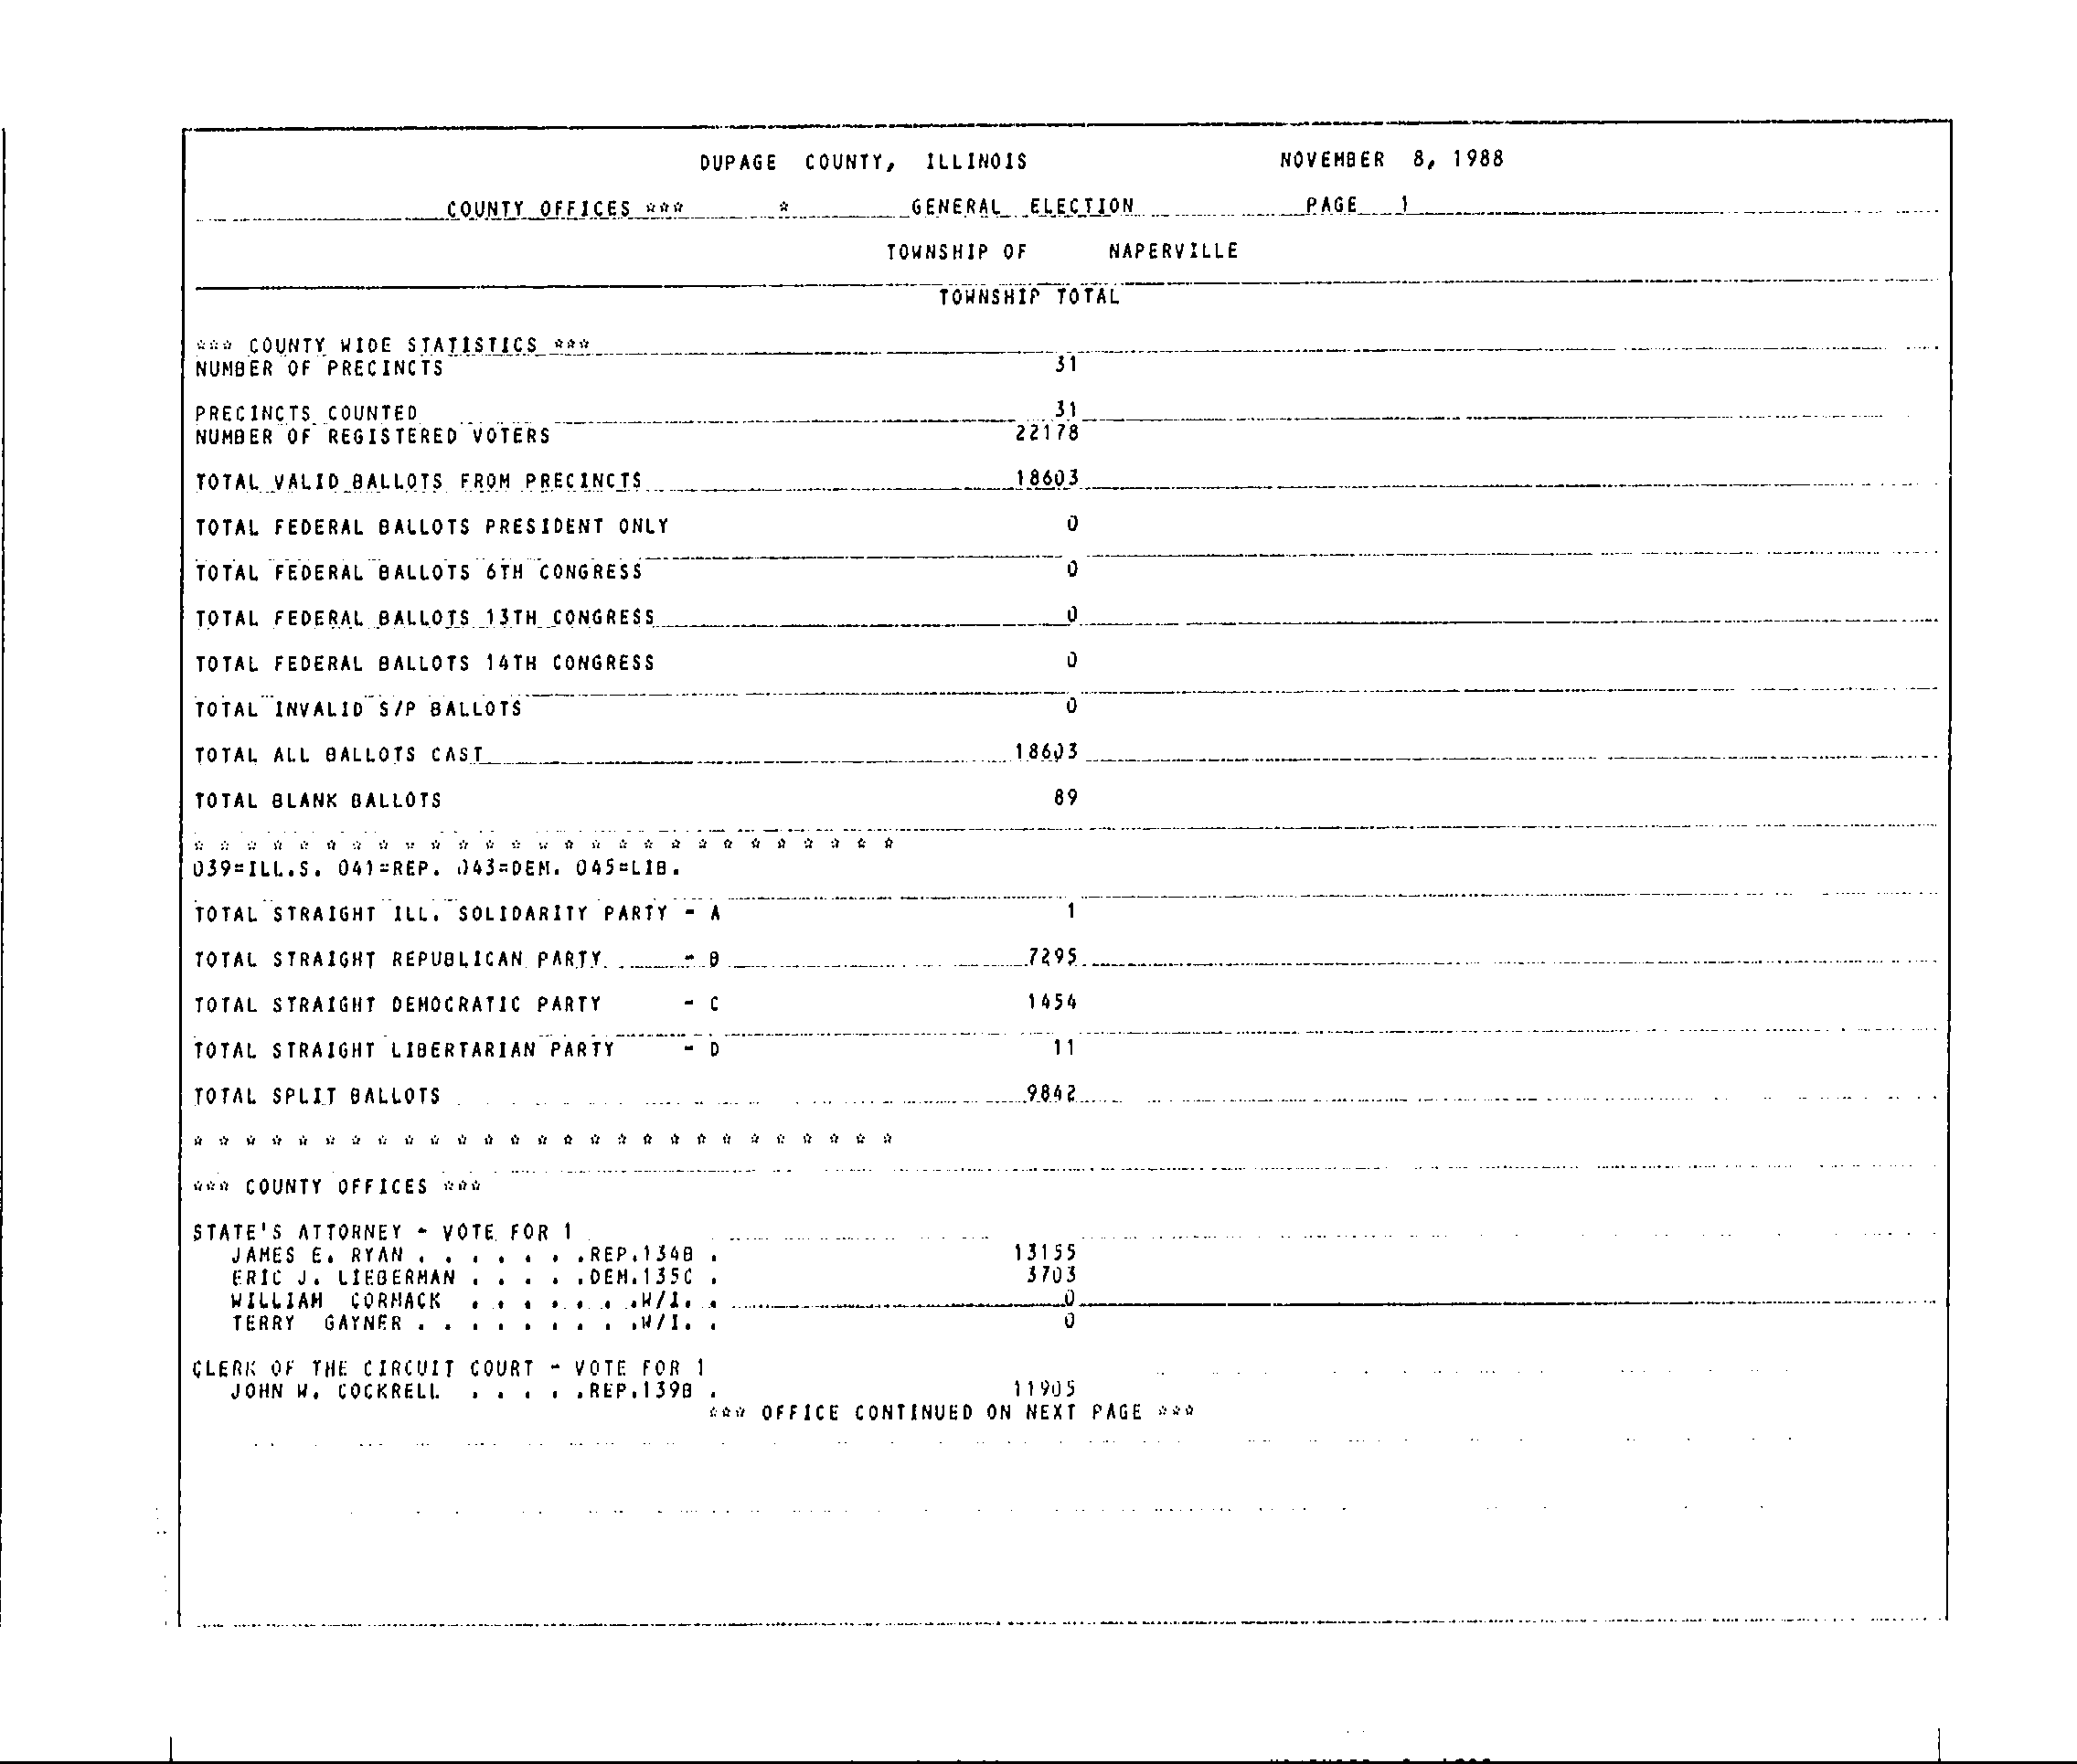 DUPAGE COUNTY, ILLINOIS NOVEMBER 8, 1988
COUNTY OFFICES *** * GENERAL ELECTION PAGE 1
TOWNSHIP OF NAPERVILLE
TOWNSHIP TOTAL
*** COUNTY WIDE STATISTICS ***
NUMBER OF PRECINCTS 31
PRECINCTS COUNTED 31
NUMBER OF REGISTERED VOTERS 22178
TOTAL VALID BALLOTS FROM PRECINCTS 18603
TOTAL FEDERAL BALLOTS PRESIDENT ONLY 0
TOTAL FEDERAL BALLOTS 6TH CONGRESS 0
TOTAL FEDERAL BALLOTS 13TH CONGRESS 0
TOTAL FEDERAL BALLOTS 14TH CONGRESS 0
TOTAL INVALID S/P BALLOTS 0
TOTAL ALL BALLOTS CAST 18603
TOTAL BLANK BALLOTS 89
* * * * * * * * * * * * * * * * * * * * * * * * * * *
039=ILL.S. 041=REP. 043=DEM. 045=LIB.
TOTAL STRAIGHT ILL. SOLIDARITY PARTY - A 1
TOTAL STRAIGHT REPUBLICAN PARTY - B 7295
TOTAL STRAIGHT DEMOCRATIC PARTY - C 1454
TOTAL STRAIGHT LIBERTARIAN PARTY - D 11
TOTAL SPLIT BALLOTS 9842
* * * * * * * * * * * * * * * * * * * * * * * * * * *
*** COUNTY OFFICES ***
STATE'S ATTORNEY - VOTE FOR 1
JAMES E. RYAN . . . . . . .REP.134B . 13155
ERIC J. LIEBERMAN . . . . .DEM.135C . 3703
WILLIAM CORMACK . . . . . . .W/I. . 0
TERRY GAYNER . . . . . . . . .W/I. . 0
CLERK OF THE CIRCUIT COURT - VOTE FOR 1
JOHN W. COCKRELL . . . . .REP.139B . 11905
*** OFFICE CONTINUED ON NEXT PAGE ***